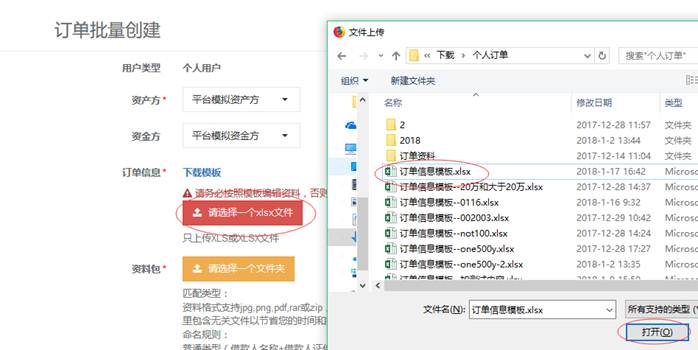 订单批量创建
用户类型 个人用户
资产方 * 平台模拟资产方
资金方 * 平台模拟资金方
订单信息 * 下载模板
请务必按照模板编辑资料，否则
请选择一个xlsx文件
只上传XLS或XLSX文件
资料包 * 请选择一个文件夹
匹配类型：
资料格式支持jpg,png,pdf,rar或zip
里包含无关文件以节省您的时间和
命名规则：
文件上传
« 下载 > 个人订单
搜索"个人订单"
组织 新建文件夹
名称 修改日期 类型
2 2017-12-28 11:57 文件夹
2018 2018-1-2 13:44 文件夹
订单资料 2017-12-14 11:04 文件夹
订单信息模板.xlsx 2018-1-17 16:42 Microso
订单信息模板--20万和大于20万.xlsx 2017-12-28 14:27 Microso
订单信息模板--0116.xlsx 2018-1-16 9:32 Microso
订单信息模板--002003.xlsx 2017-12-29 10:42 Microso
订单信息模板--not100.xlsx 2017-12-28 14:24 Microso
订单信息模板--one500y.xlsx 2017-12-28 17:27 Microso
订单信息模板--one500y-2.xlsx 2018-1-2 13:35 Microso
文件名(N): 订单信息模板.xlsx 所有支持的类型 (*
打开(O)